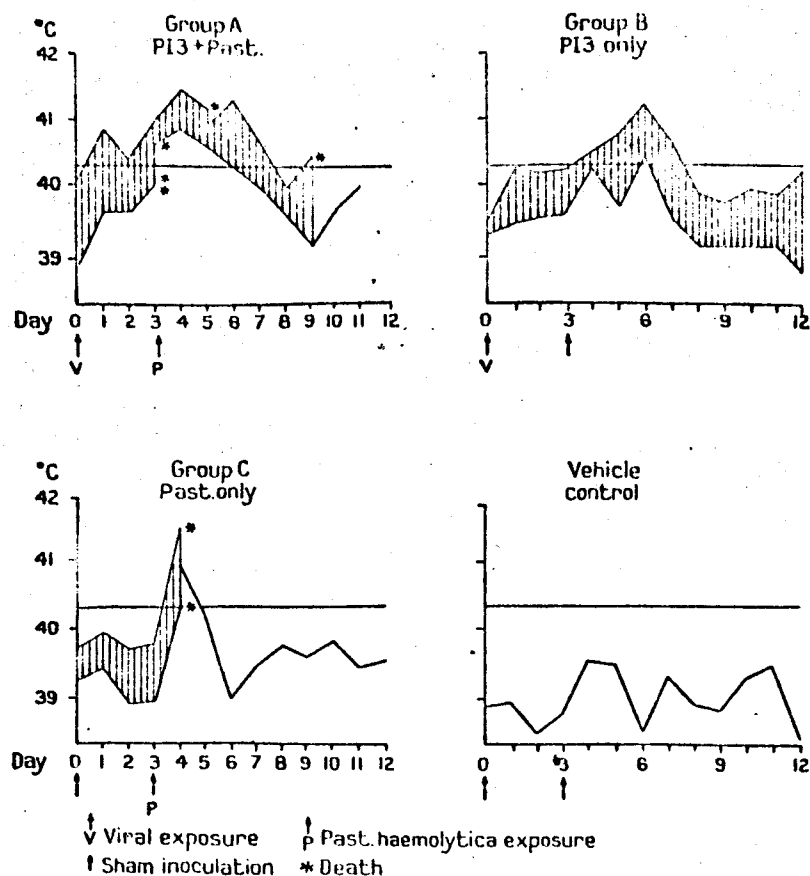 Group A
PI3 + Past.
°C
42
41
40
39
Day 0 1 2 3 4 5 6 7 8 9 10 11 12
V P
Group B
PI3 only
0 3 6 9 12
V
Group C
Past. only
°C
42
41
40
39
Day 0 1 2 3 4 5 6 7 8 9 10 11 12
P
Vehicle
control
0 3 6 9 12
V Viral exposure
P Past. haemolytica exposure
Sham inoculation
* Death